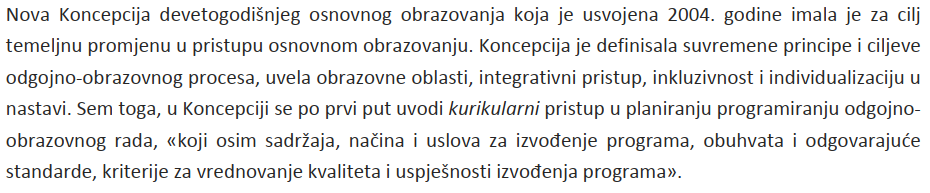 Nova Koncepcija devetogodišnjeg osnovnog obrazovanja koja je usvojena 2004. godine imala je za cilj
temeljnu promjenu u pristupu osnovnom obrazovanju. Koncepcija je definisala suvremene principe i ciljeve
odgojno-obrazovnog procesa, uvela obrazovne oblasti, integrativni pristup, inkluzivnost i individualizaciju u
nastavi. Sem toga, u Koncepciji se po prvi put uvodi kurikularni pristup u planiranju programiranju odgojno-
obrazovnog rada, «koji osim sadržaja, načina i uslova za izvođenje programa, obuhvata i odgovarajuće
standarde, kriterije za vrednovanje kvaliteta i uspješnosti izvođenja programa».